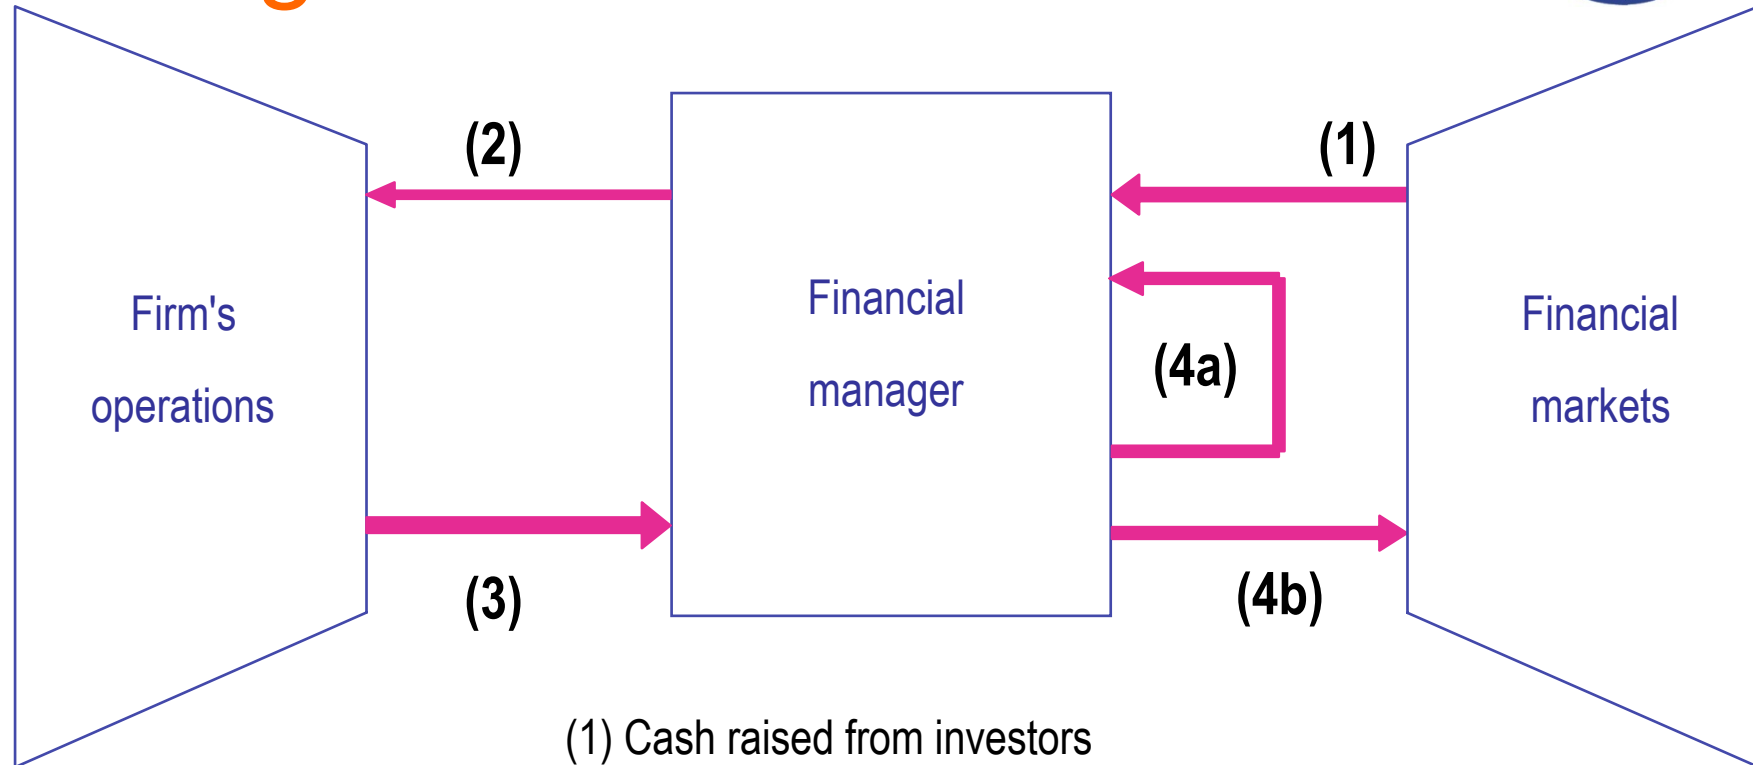 (2)
(1)
Firm's
operations
Financial
manager
(4a)
Financial
markets
(3)
(4b)
(1) Cash raised from investors